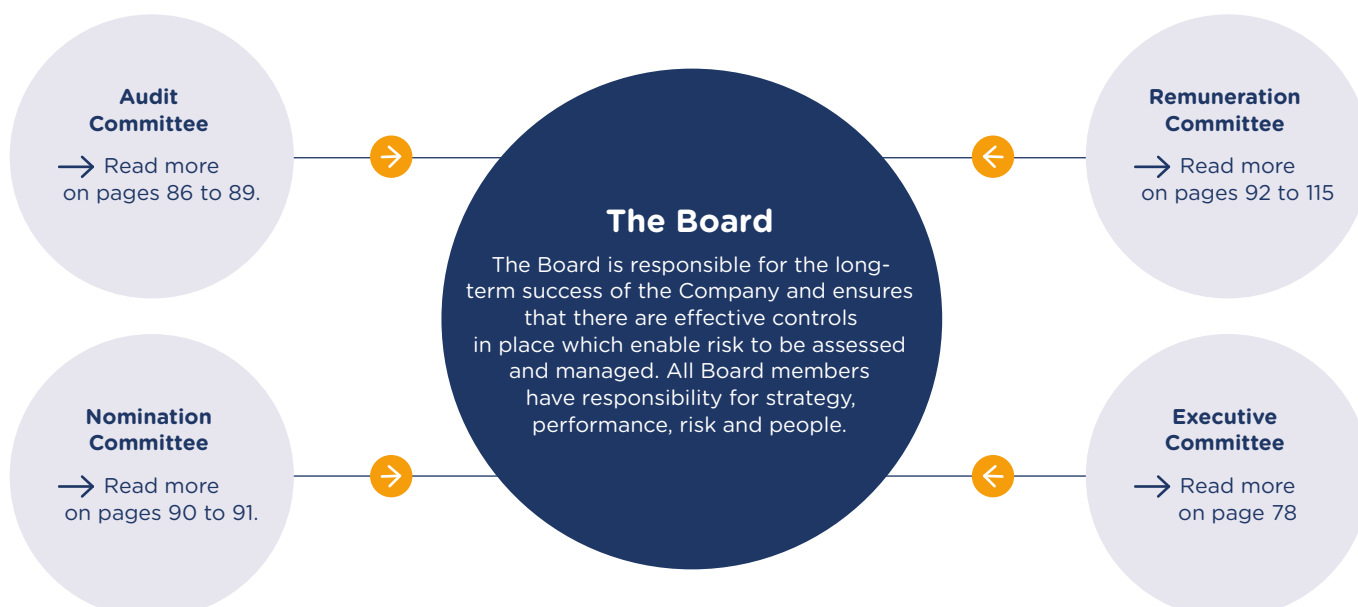 Audit
Committee
→ Read more
on pages 86 to 89.
Nomination
Committee
→ Read more
on pages 90 to 91.
The Board
The Board is responsible for the long-
term success of the Company and ensures
that there are effective controls
in place which enable risk to be assessed
and managed. All Board members
have responsibility for strategy,
performance, risk and people.
Remuneration
Committee
→ Read more
on pages 92 to 115
Executive
Committee
→ Read more
on page 78